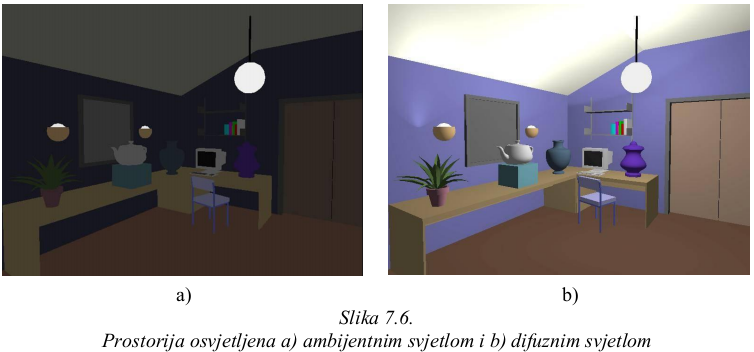 a)
b)
Slika 7.6.
Prostorija osvjetljena a) ambijentnim svjetlom i b) difuznim svjetlom